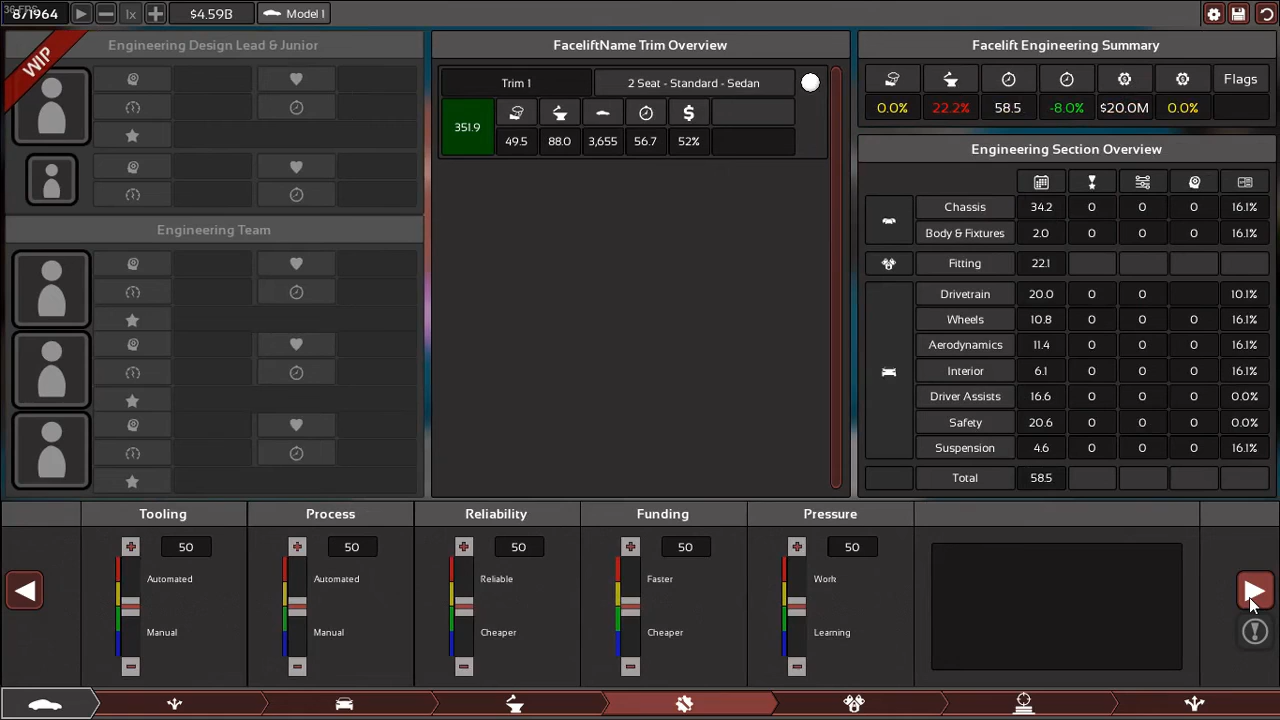 36 FPS
8/1964
1x
$4.59B
Model 1
WIP
Engineering Design Lead & Junior
Engineering Team
FaceliftName Trim Overview
Trim 1
2 Seat - Standard - Sedan
351.9
$
49.5
88.0
3,655
56.7
52%
Facelift Engineering Summary
Flags
0.0%
22.2%
58.5
-8.0%
$20.0M
0.0%
Engineering Section Overview
Chassis 34.2 0 0 0 16.1%
Body & Fixtures 2.0 0 0 0 16.1%
Fitting 22.1
Drivetrain 20.0 0 0 10.1%
Wheels 10.8 0 0 0 16.1%
Aerodynamics 11.4 0 0 0 16.1%
Interior 6.1 0 0 0 16.1%
Driver Assists 16.6 0 0 0 0.0%
Safety 20.6 0 0 0 0.0%
Suspension 4.6 0 0 0 16.1%
Total 58.5
Tooling
50
Automated
Manual
Process
50
Automated
Manual
Reliability
50
Reliable
Cheaper
Funding
50
Faster
Cheaper
Pressure
50
Work
Learning